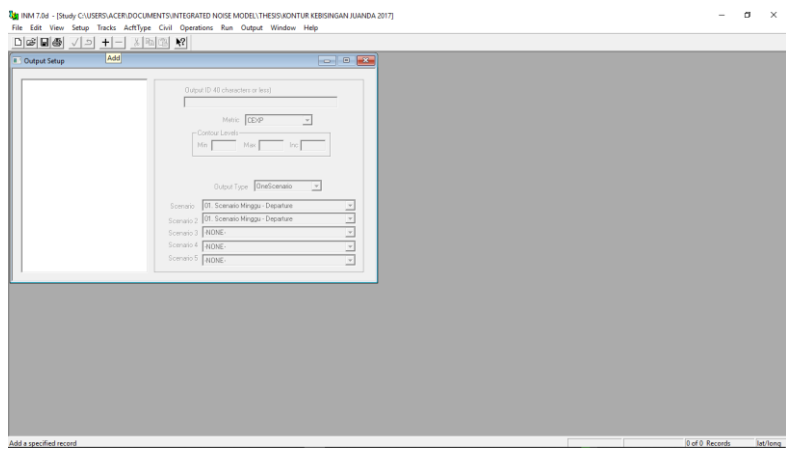 INM 7.0d - [Study C:\USERS\ACER\DOCUMENTS\INTEGRATED NOISE MODEL\THESIS\KONTUR KEBISINGAN JUANDA 2017]
File Edit View Setup Tracks AcftType Civil Operations Run Output Window Help
Add
Output Setup
Output ID 40 characters or less)
Metric CEXP
Contour Levels
Min Max Inc
Output Type OneScenario
Scenario 01. Scenario Minggu - Departure
Scenario 2 01. Scenario Minggu - Departure
Scenario 3 -NONE-
Scenario 4 -NONE-
Scenario 5 -NONE-
Add a specified record
0 of 0 Records
lat/long